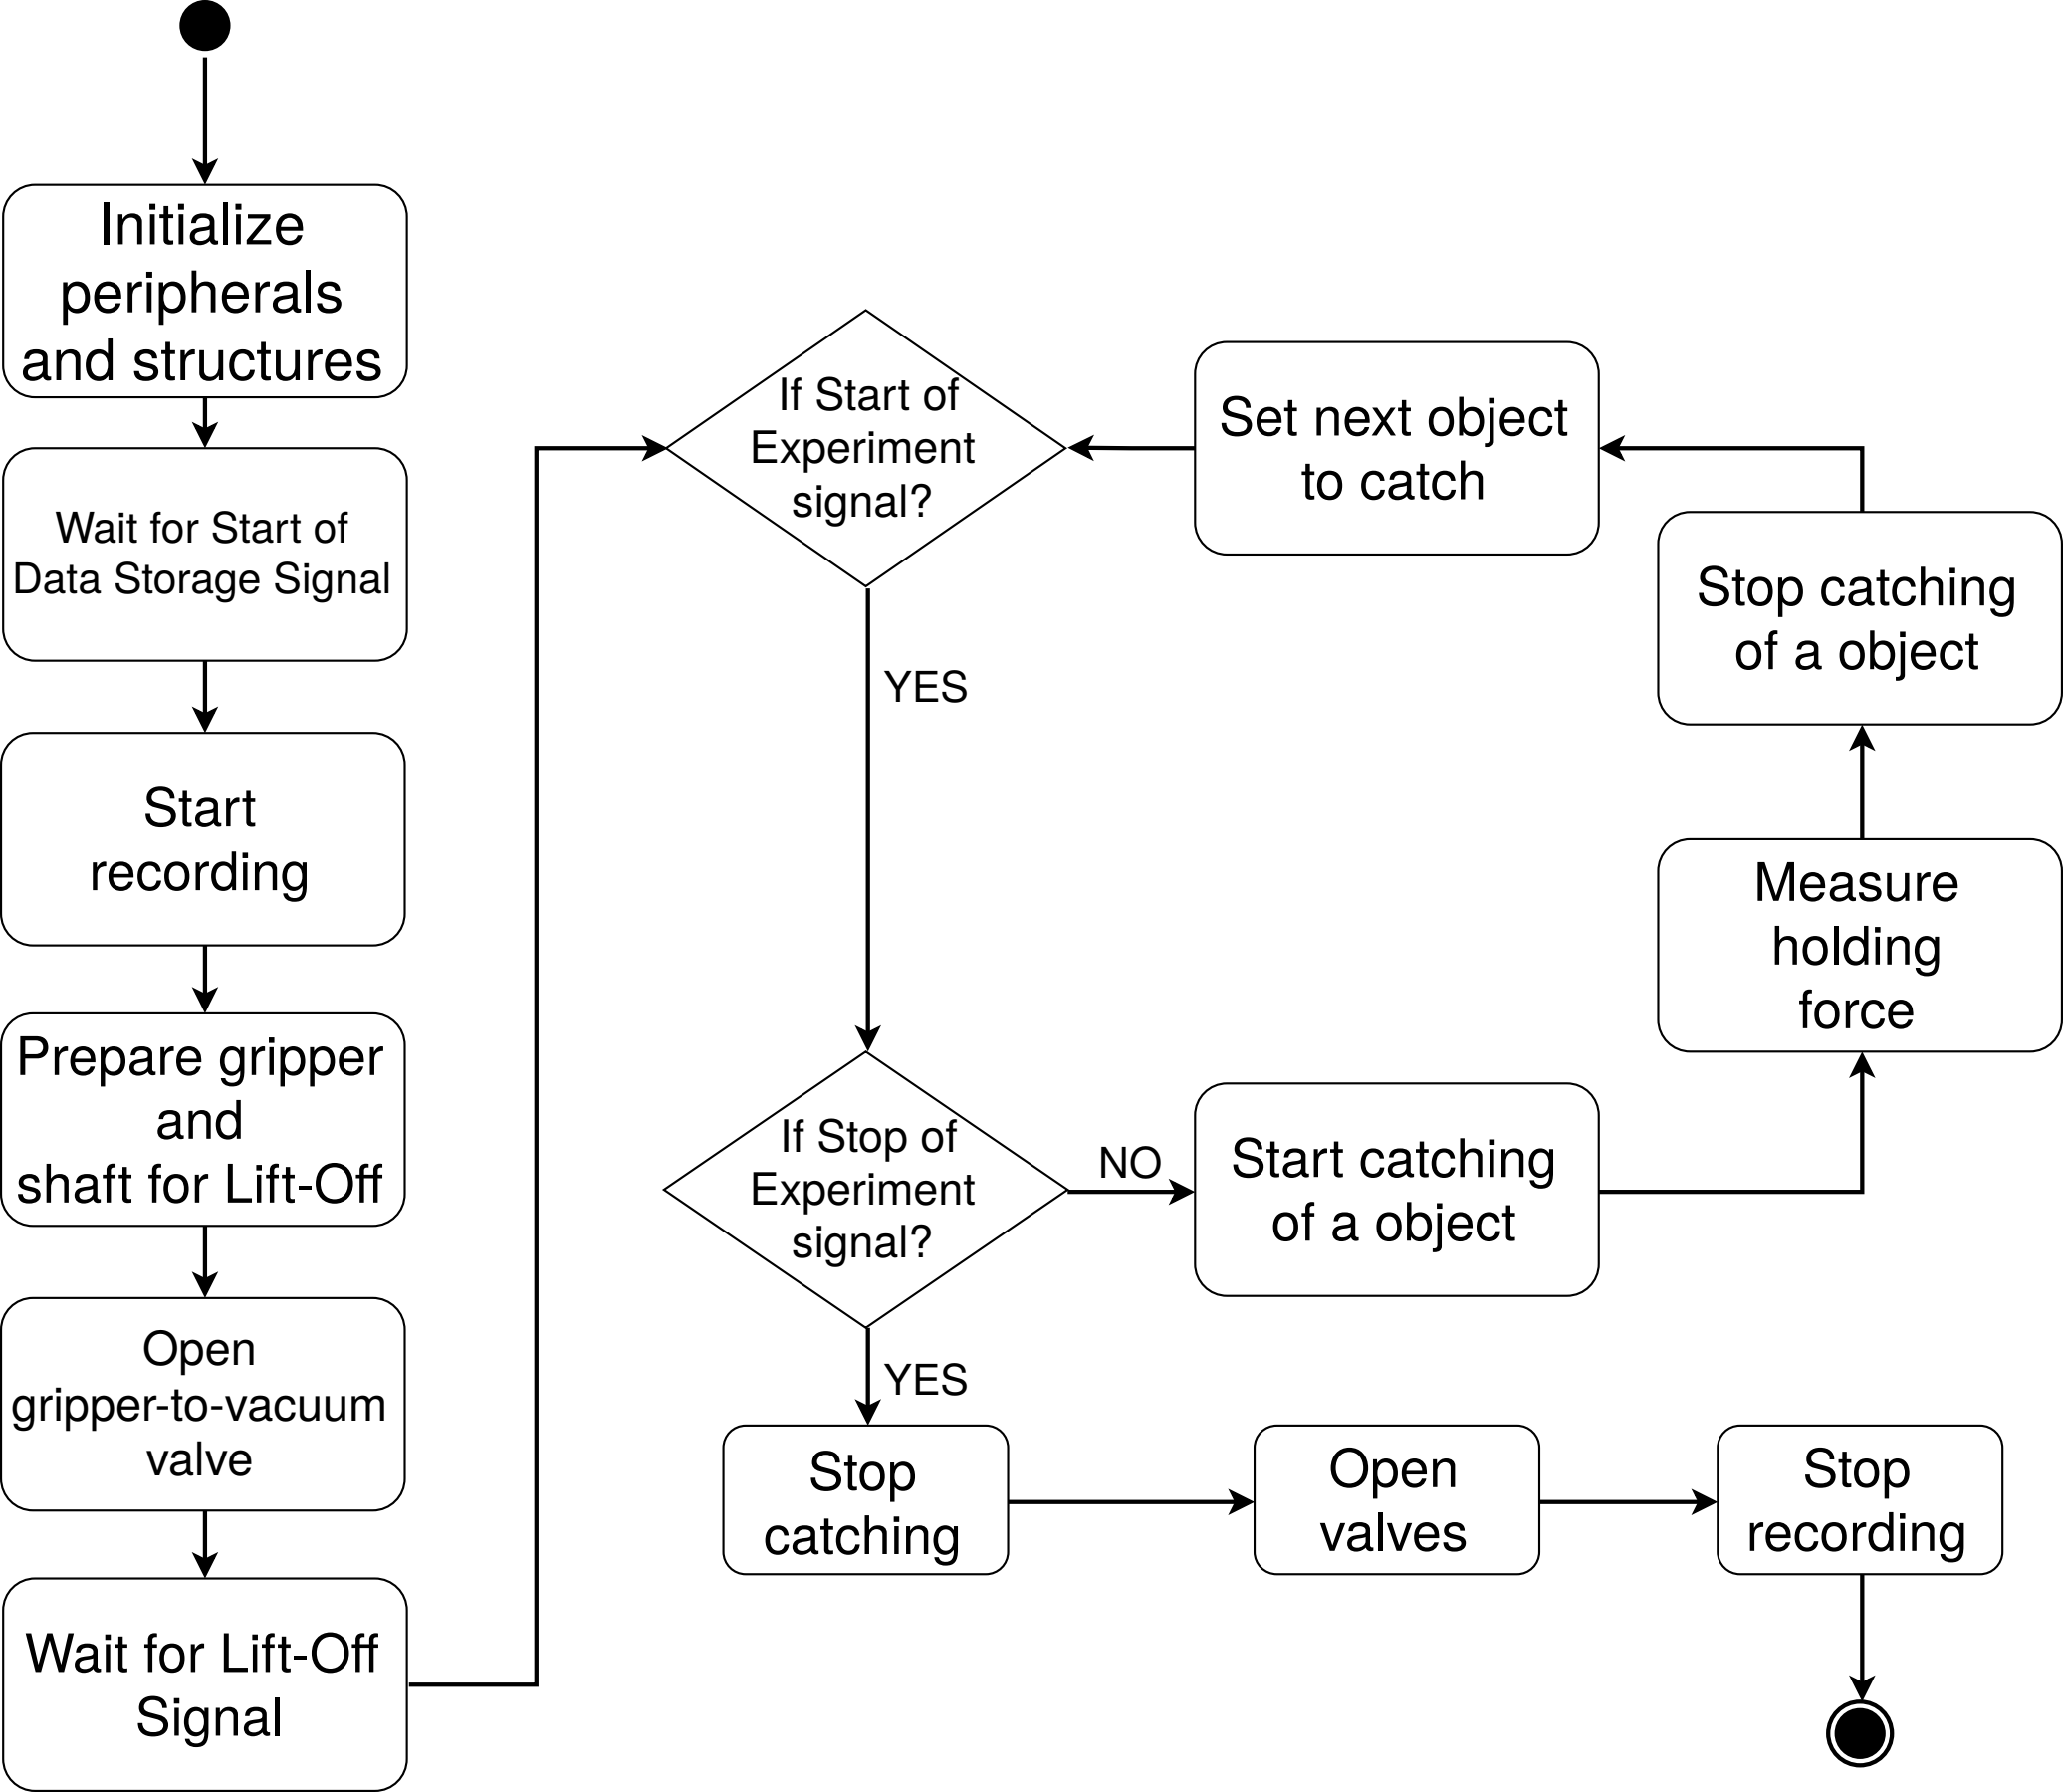 Initialize
peripherals
and structures
Wait for Start of
Data Storage Signal
Start
recording
Prepare gripper
and
shaft for Lift-Off
Open
gripper-to-vacuum
valve
Wait for Lift-Off
Signal
If Start of
Experiment
signal?
YES
If Stop of
Experiment
signal?
NO
Start catching
of a object
Measure
holding
force
Stop catching
of a object
Set next object
to catch
YES
Stop
catching
Open
valves
Stop
recording